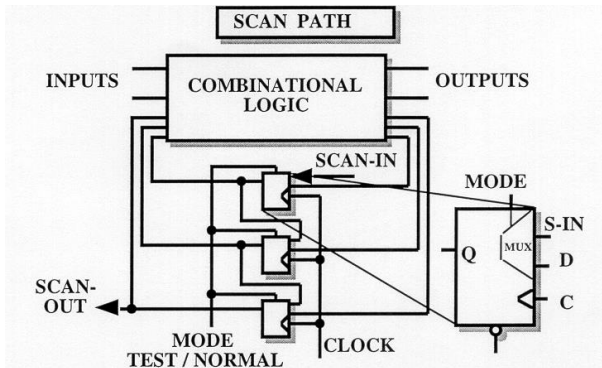 SCAN PATH
INPUTS
COMBINATIONAL
LOGIC
OUTPUTS
SCAN-IN
MODE
S-IN
MUX
Q
D
C
SCAN-
OUT
MODE
TEST / NORMAL
CLOCK